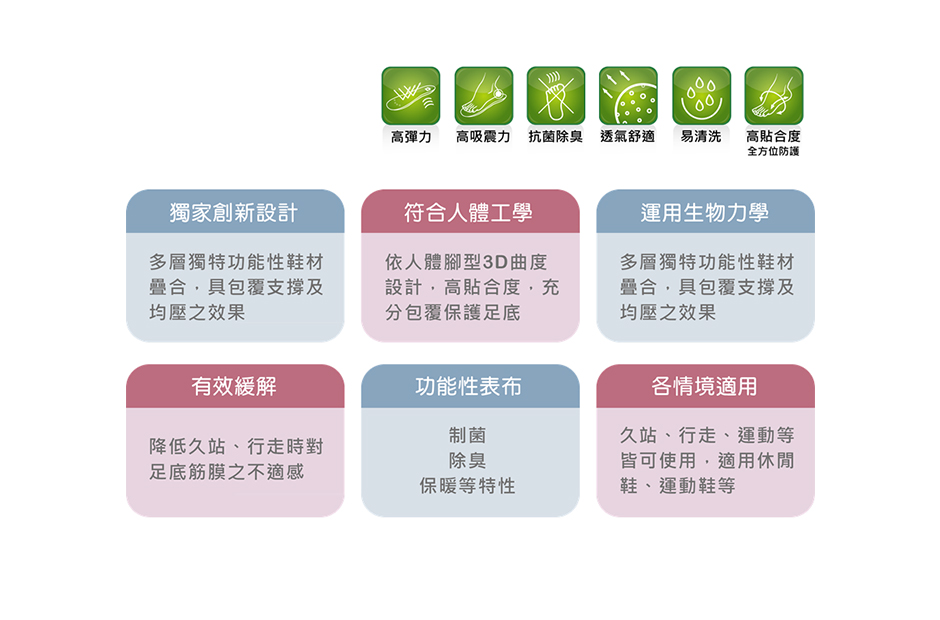 高彈力
高吸震力
抗菌除臭
透氣舒適
易清洗
高貼合度
全方位防護
獨家創新設計
多層獨特功能性鞋材
疊合，具包覆支撐及
均壓之效果
符合人體工學
依人體腳型3D曲度
設計，高貼合度，充
分包覆保護足底
運用生物力學
多層獨特功能性鞋材
疊合，具包覆支撐及
均壓之效果
有效緩解
降低久站、行走時對
足底筋膜之不適感
功能性表布
制菌
除臭
保暖等特性
各情境適用
久站、行走、運動等
皆可使用，適用休閒
鞋、運動鞋等